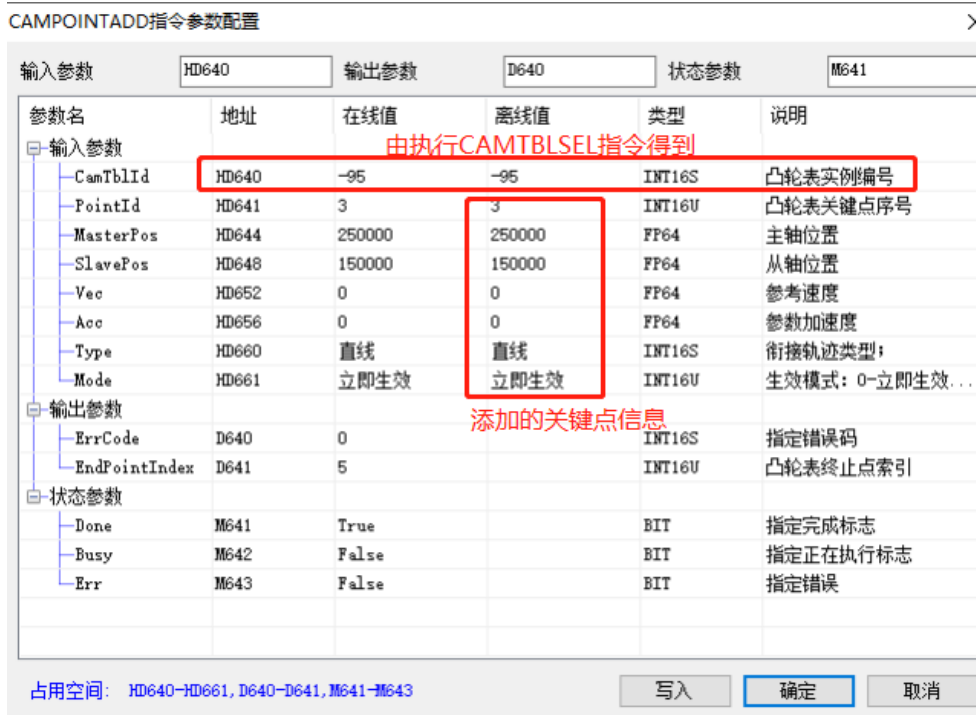 CAMPOINTADD指令参数配置
输入参数 HD640 输出参数 D640 状态参数 M641
参数名 地址 在线值 离线值 类型 说明
输入参数 由执行CAMTBLSEL指令得到
CamTblId HD640 -95 -95 INT16S 凸轮表实例编号
PointId HD641 3 3 INT16U 凸轮表关键点序号
MasterPos HD644 250000 250000 FP64 主轴位置
SlavePos HD648 150000 150000 FP64 从轴位置
Vec HD652 0 0 FP64 参考速度
Acc HD656 0 0 FP64 参数加速度
Type HD660 直线 直线 INT16S 衔接轨迹类型;
Mode HD661 立即生效 立即生效 INT16U 生效模式: 0-立即生效...
输出参数 添加的关键点信息
ErrCode D640 0 INT16S 指定错误码
EndPointIndex D641 5 INT16U 凸轮表终止点索引
状态参数
Done M641 True BIT 指定完成标志
Busy M642 False BIT 指定正在执行标志
Err M643 False BIT 指定错误
占用空间: HD640-HD661,D640-D641,M641-M643 写入 确定 取消